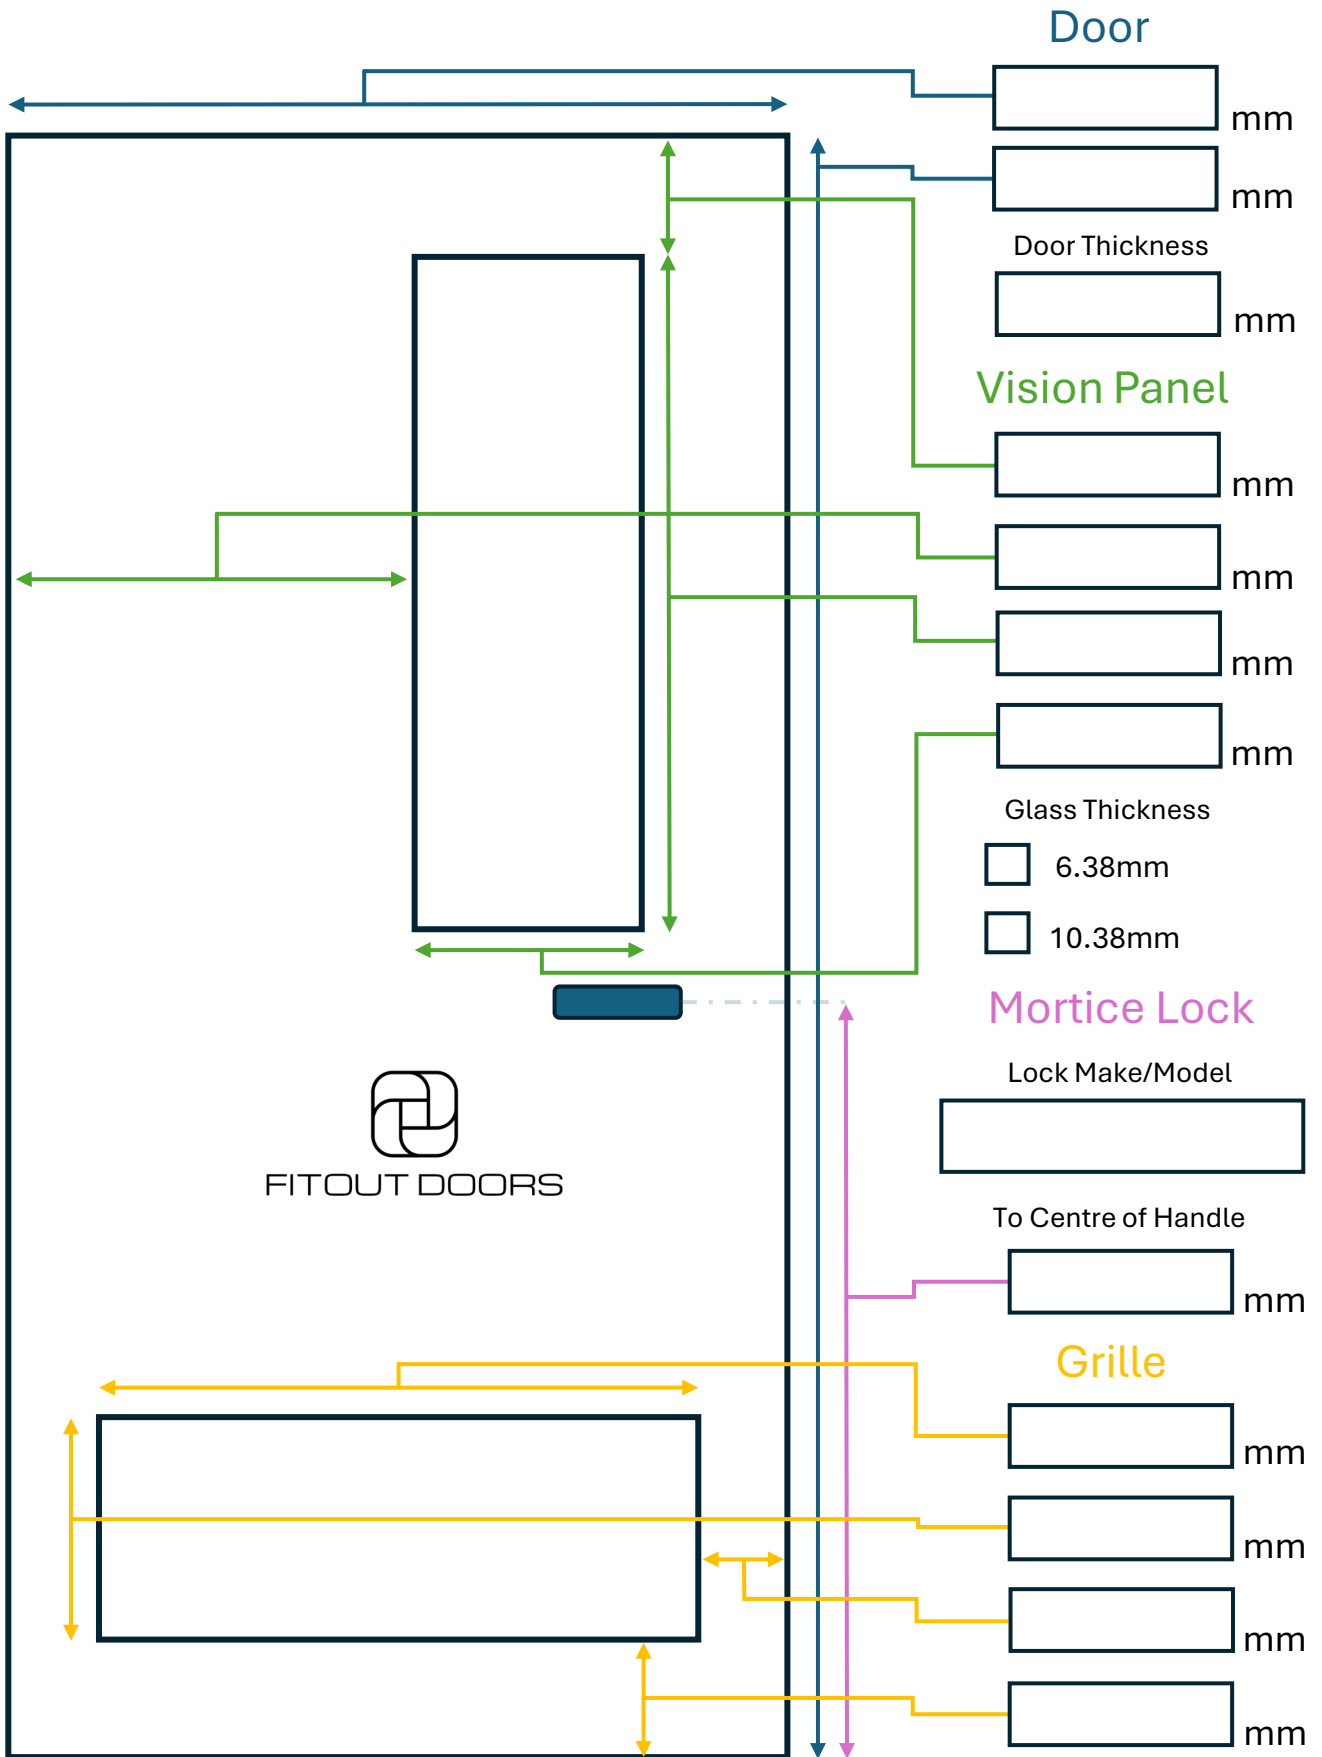 Door
mm
mm
Door Thickness
mm
Vision Panel
mm
mm
mm
mm
Glass Thickness
6.38mm
10.38mm
Mortice Lock
Lock Make/Model
FITOUT DOORS
To Centre of Handle
mm
Grille
mm
mm
mm
mm